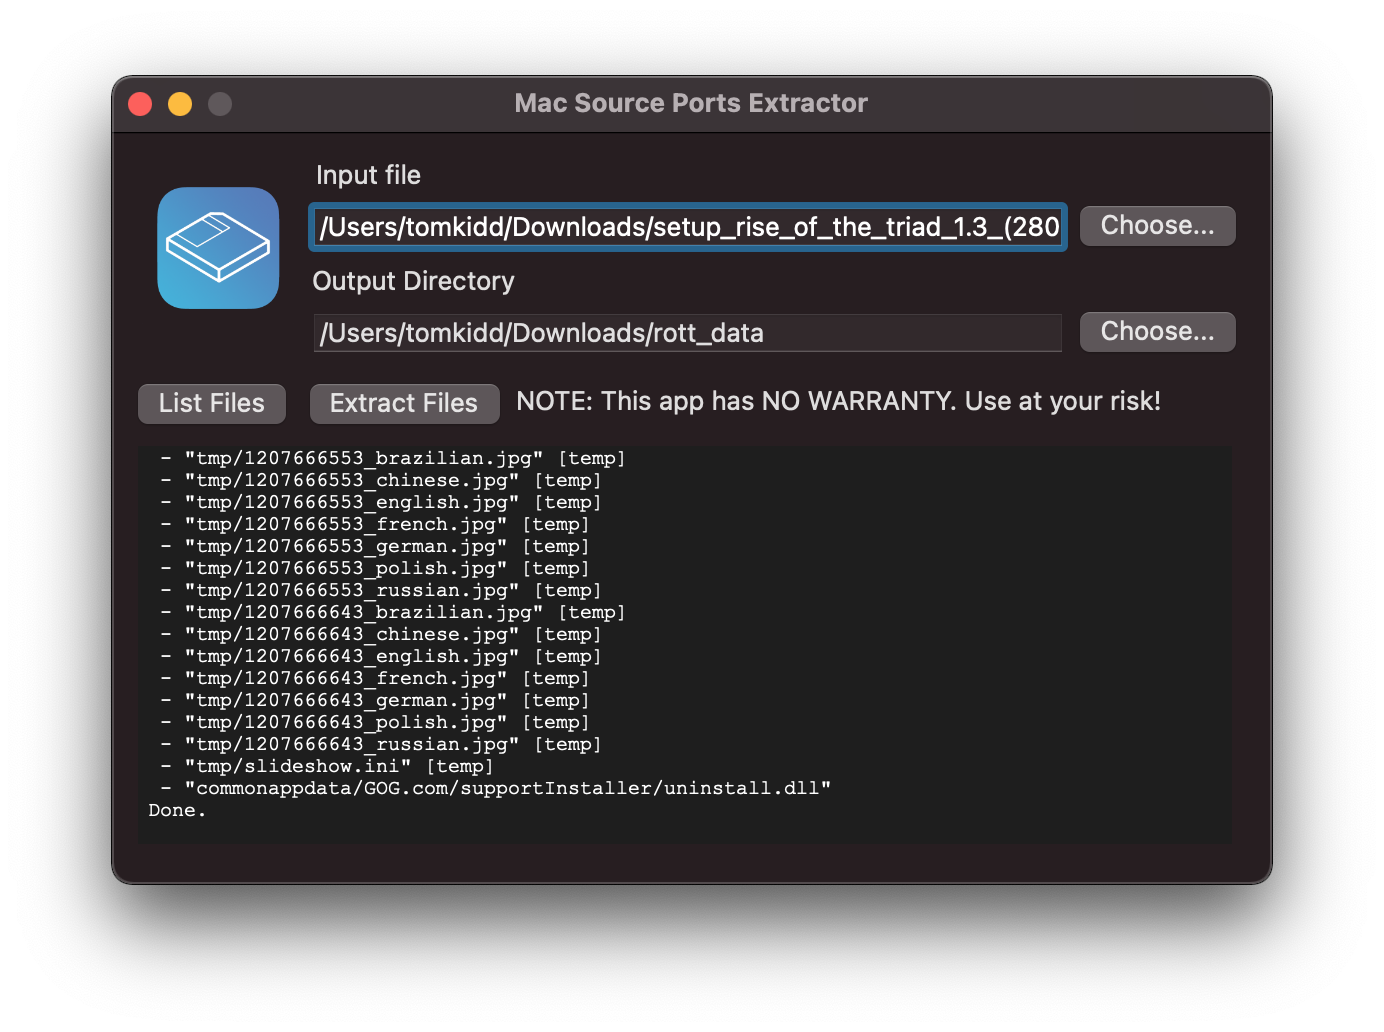 Mac Source Ports Extractor
Input file
/Users/tomkidd/Downloads/setup_rise_of_the_triad_1.3_(280
Choose...
Output Directory
/Users/tomkidd/Downloads/rott_data
Choose...
List Files
Extract Files
NOTE: This app has NO WARRANTY. Use at your risk!
- "tmp/1207666553_brazilian.jpg" [temp]
- "tmp/1207666553_chinese.jpg" [temp]
- "tmp/1207666553_english.jpg" [temp]
- "tmp/1207666553_french.jpg" [temp]
- "tmp/1207666553_german.jpg" [temp]
- "tmp/1207666553_polish.jpg" [temp]
- "tmp/1207666553_russian.jpg" [temp]
- "tmp/1207666643_brazilian.jpg" [temp]
- "tmp/1207666643_chinese.jpg" [temp]
- "tmp/1207666643_english.jpg" [temp]
- "tmp/1207666643_french.jpg" [temp]
- "tmp/1207666643_german.jpg" [temp]
- "tmp/1207666643_polish.jpg" [temp]
- "tmp/1207666643_russian.jpg" [temp]
- "tmp/slideshow.ini" [temp]
- "commonappdata/GOG.com/supportInstaller/uninstall.dll"
Done.